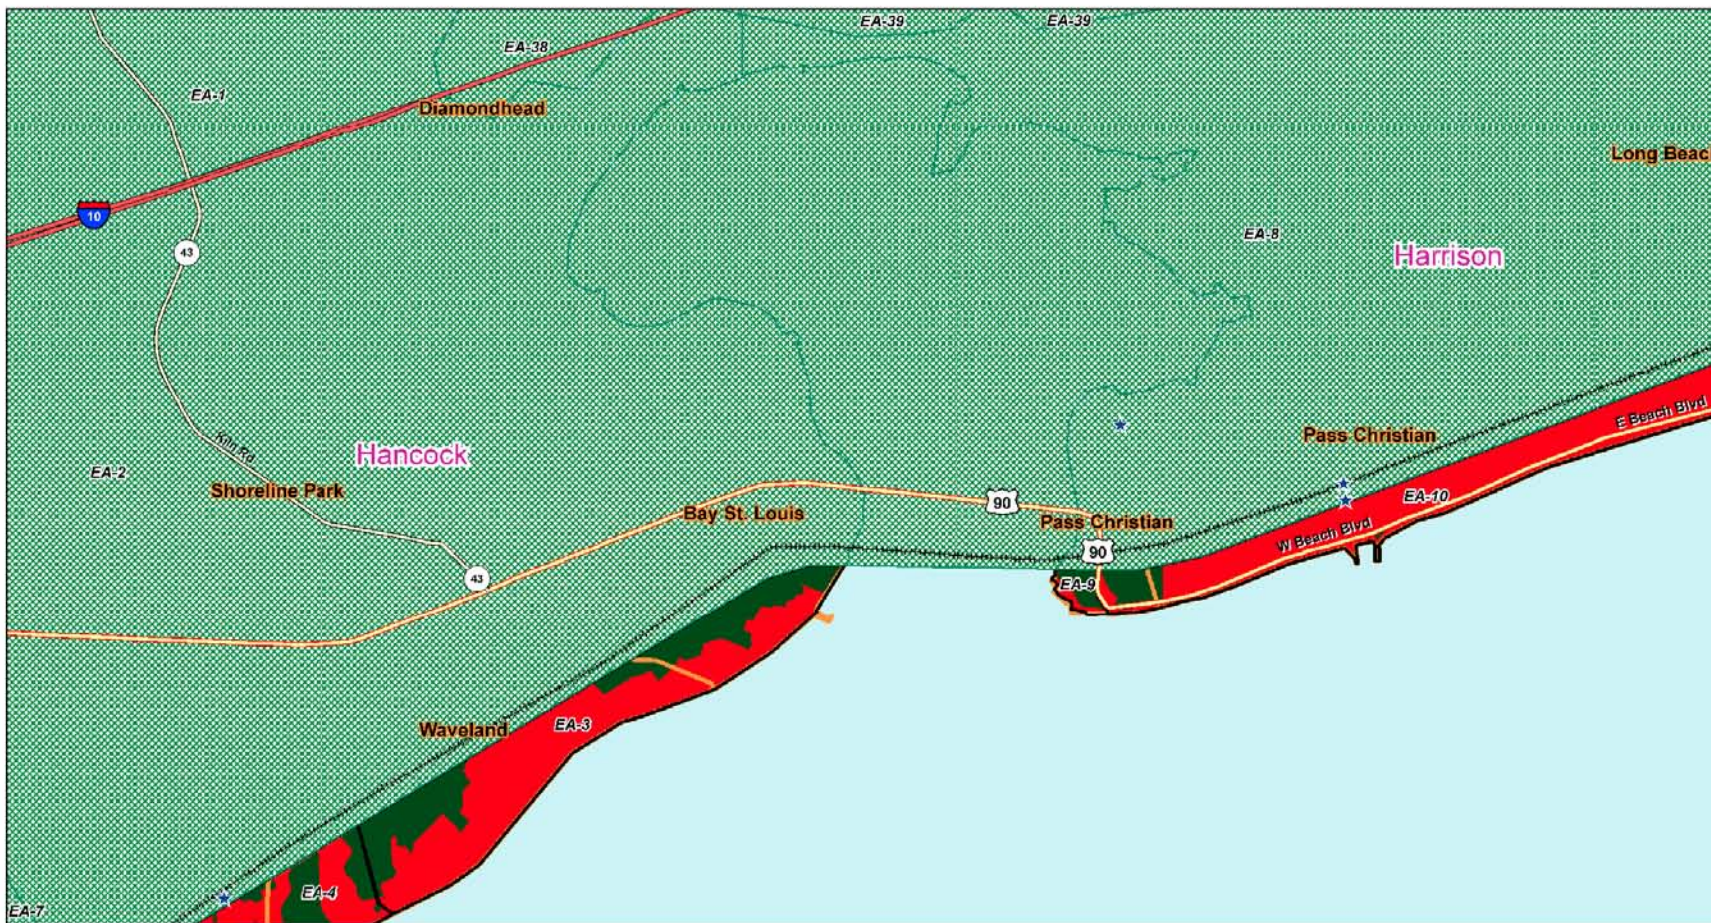 EA-39
EA-39
EA-38
EA-1
Diamondhead
Long Beach
10
EA-8
43
Harrison
Kiln Rd
Pass Christian
E Beach Blvd
Hancock
EA-2
Shoreline Park
EA-10
90
Bay St. Louis
Pass Christian
W Beach Blvd
90
43
EA-9
EA-3
Waveland
EA-4
EA-7